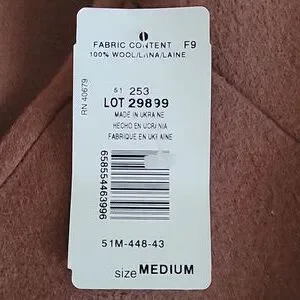 FABRIC CONTENT F9
100% WOOL/LANA/LAINE
RN 40679
51 253
LOT 29899
MADE IN UKRAINE
HECHO EN UCRANIA
FABRIQUE EN UKRAINE
658554463996
51M-448-43
size MEDIUM